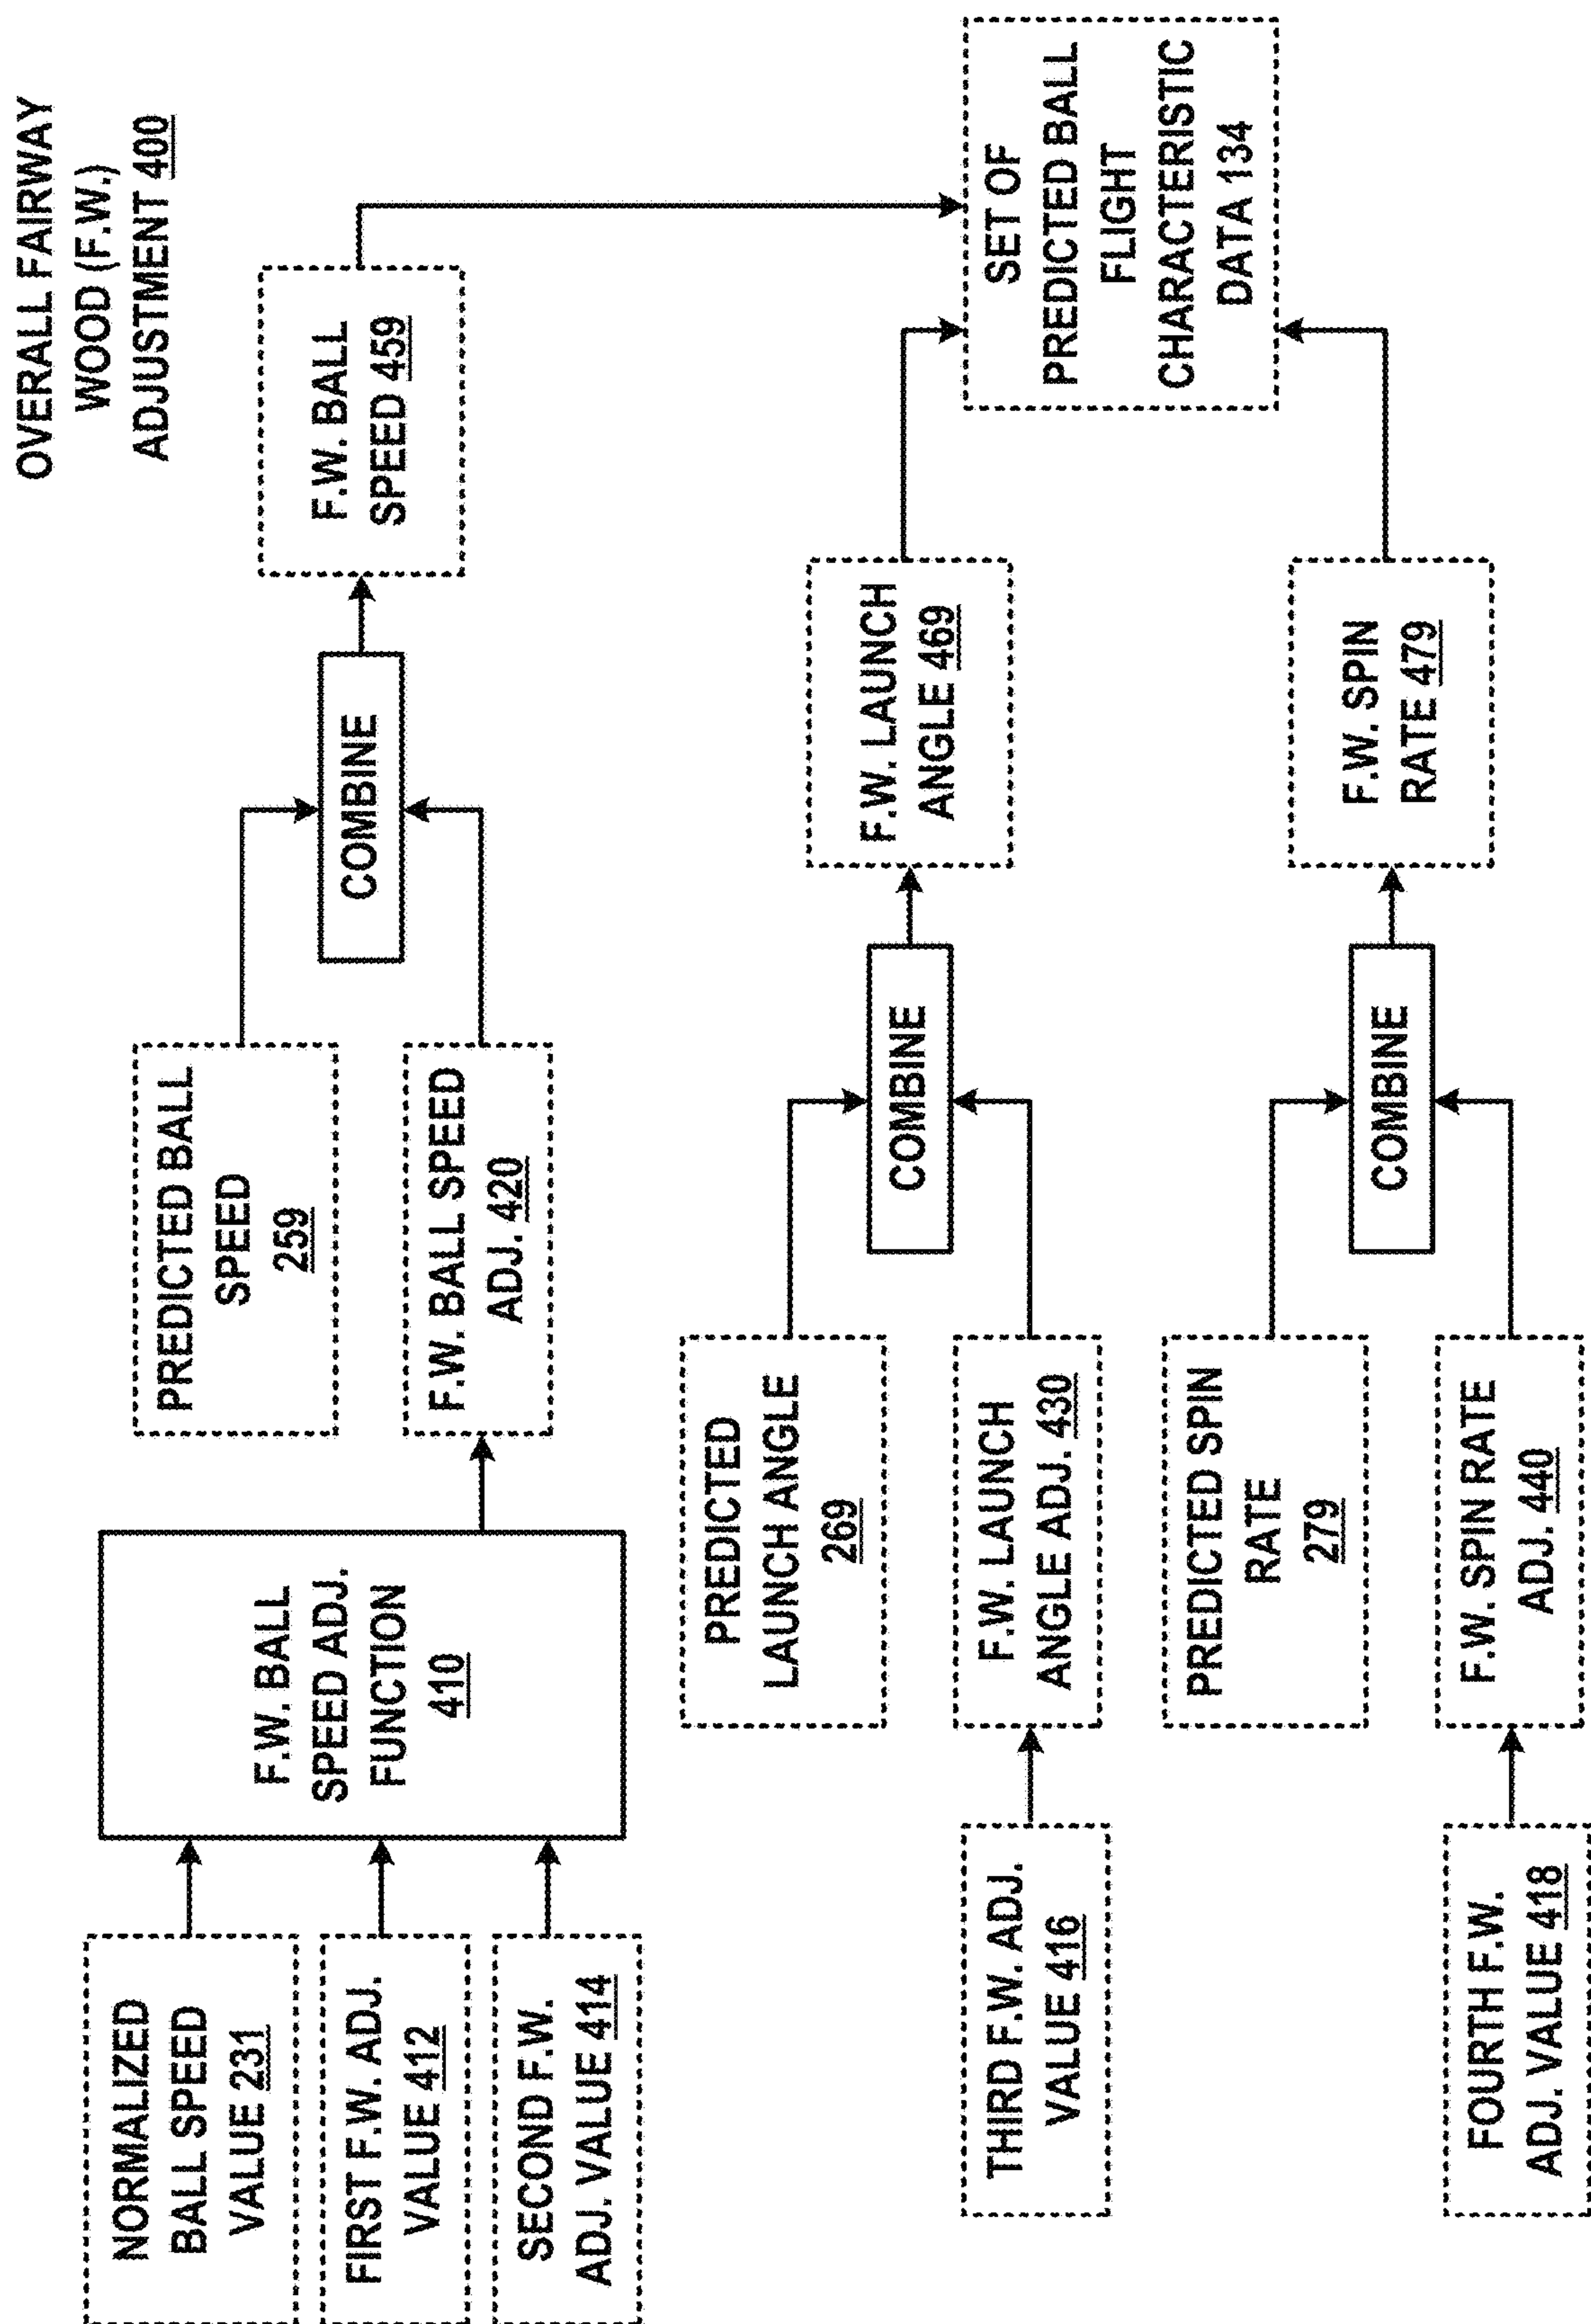 OVERALL FAIRWAY
WOOD (F.W.)
ADJUSTMENT 400
NORMALIZED
BALL SPEED
VALUE 231
FIRST F.W. ADJ.
VALUE 412
SECOND F.W.
ADJ. VALUE 414
F.W. BALL
SPEED ADJ.
FUNCTION
410
PREDICTED BALL
SPEED
259
F.W. BALL SPEED
ADJ. 420
COMBINE
F.W. BALL
SPEED 459
THIRD F.W. ADJ.
VALUE 416
PREDICTED
LAUNCH ANGLE
269
F.W. LAUNCH
ANGLE ADJ. 430
COMBINE
F.W. LAUNCH
ANGLE 469
FOURTH F.W.
ADJ. VALUE 418
PREDICTED SPIN
RATE
279
F.W. SPIN RATE
ADJ. 440
COMBINE
F.W. SPIN
RATE 479
SET OF
PREDICTED BALL
FLIGHT
CHARACTERISTIC
DATA 134